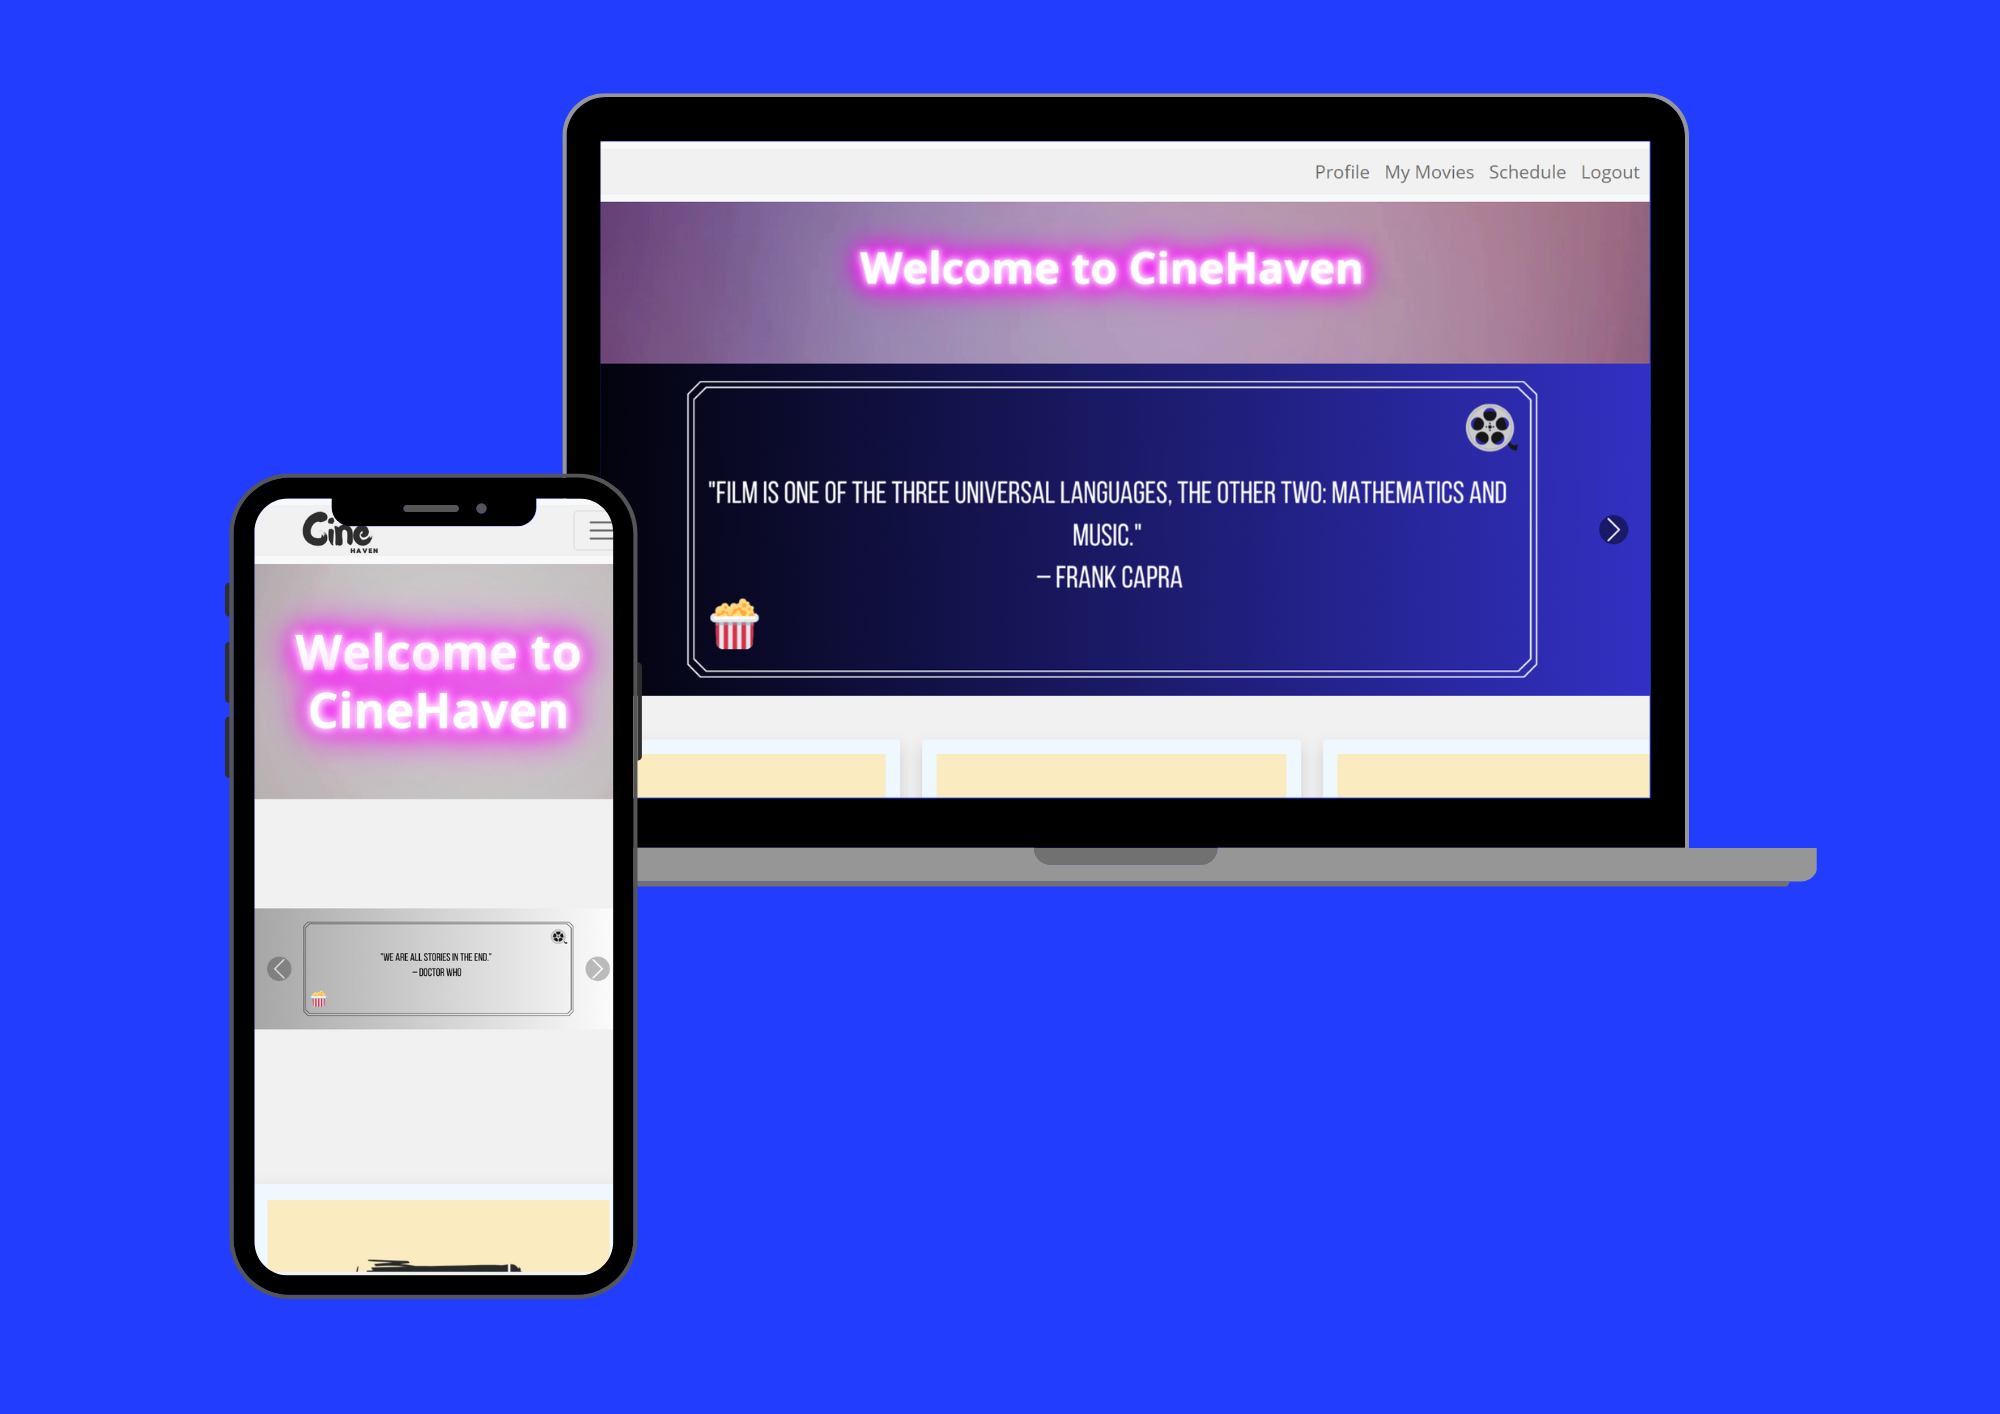 Profile My Movies Schedule Logout
Welcome to CineHaven
"FILM IS ONE OF THE THREE UNIVERSAL LANGUAGES, THE OTHER TWO: MATHEMATICS AND
MUSIC."
– FRANK CAPRA
Cine
HAVEN
Welcome to
CineHaven
"WE ARE ALL STORIES IN THE END."
– DOCTOR WHO